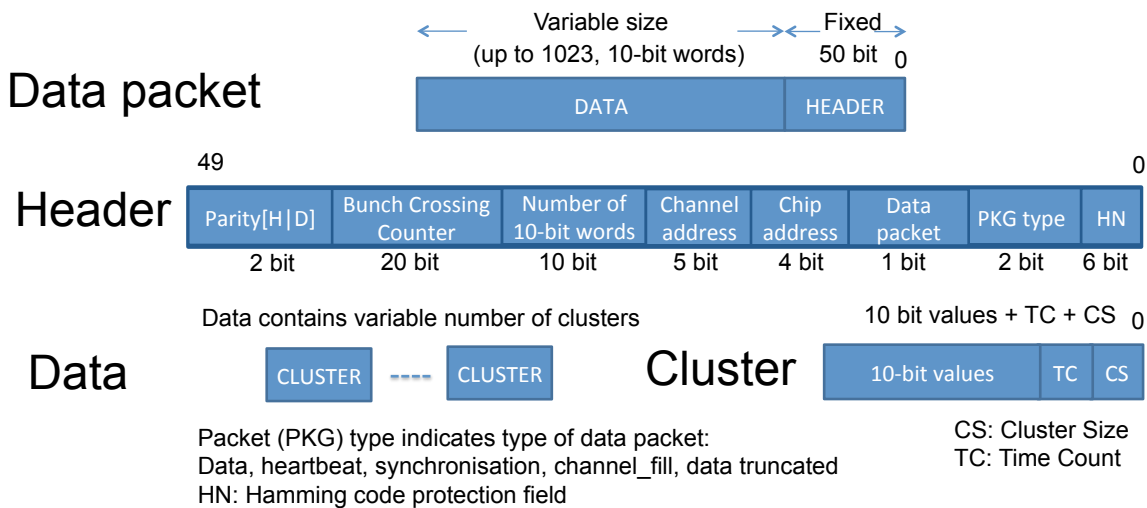 Variable size
(up to 1023, 10-bit words)
Fixed
50 bit
0
Data packet
DATA
HEADER
49
0
Header
Parity[H|D]
Bunch Crossing
Counter
Number of
10-bit words
Channel
address
Chip
address
Data
packet
PKG type
HN
2 bit
20 bit
10 bit
5 bit
4 bit
1 bit
2 bit
6 bit
Data contains variable number of clusters
10 bit values + TC + CS
0
Data
CLUSTER
----
CLUSTER
Cluster
10-bit values
TC
CS
Packet (PKG) type indicates type of data packet:
Data, heartbeat, synchronisation, channel_fill, data truncated
HN: Hamming code protection field
CS: Cluster Size
TC: Time Count